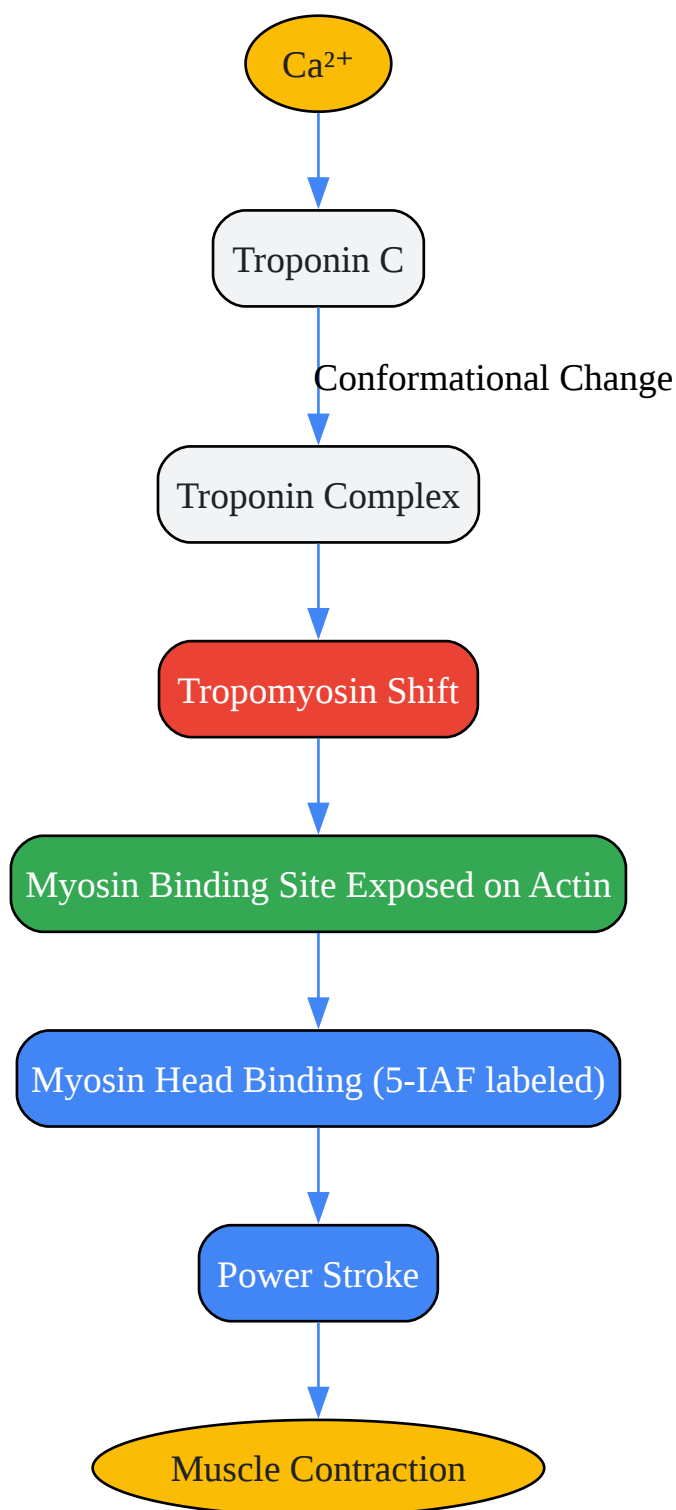 Ca²⁺
Troponin C
Conformational Change
Troponin Complex
Tropomyosin Shift
Myosin Binding Site Exposed on Actin
Myosin Head Binding (5-IAF labeled)
Power Stroke
Muscle Contraction